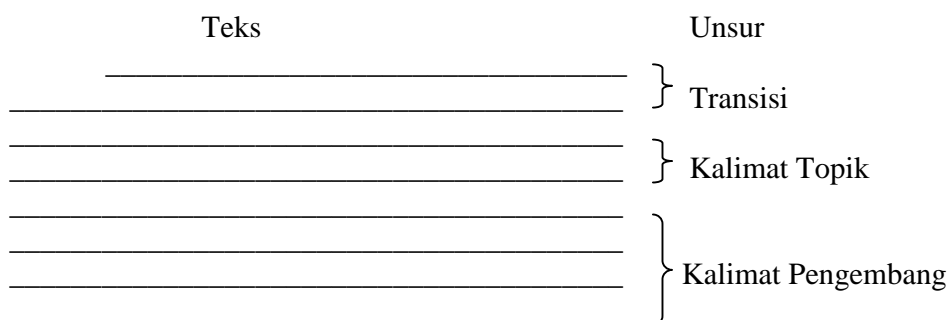 Teks Unsur
Transisi
Kalimat Topik
Kalimat Pengembang